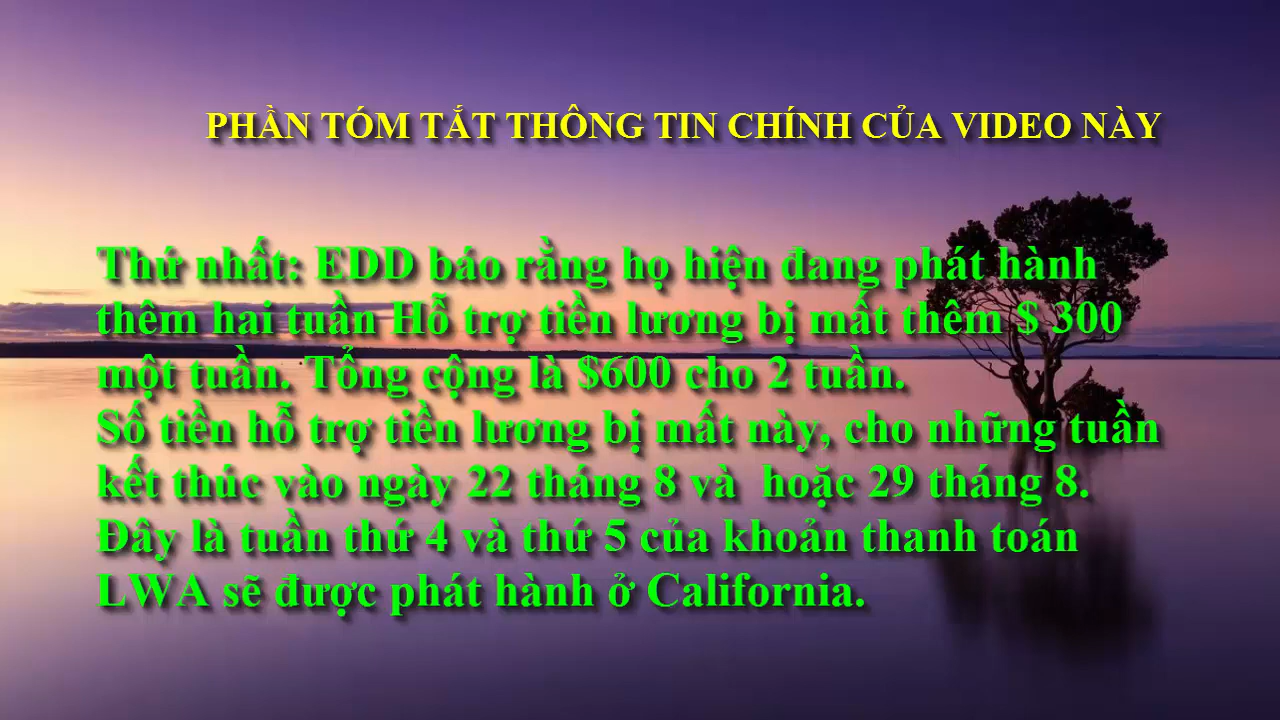 PHẦN TÓM TẮT THÔNG TIN CHÍNH CỦA VIDEO NÀY
Thứ nhất: EDD báo rằng họ hiện đang phát hành
thêm hai tuần Hỗ trợ tiền lương bị mất thêm $ 300
một tuần. Tổng cộng là $600 cho 2 tuần.
Số tiền hỗ trợ tiền lương bị mất này, cho những tuần
kết thúc vào ngày 22 tháng 8 và  hoặc 29 tháng 8.
Đây là tuần thứ 4 và thứ 5 của khoản thanh toán
LWA sẽ được phát hành ở California.